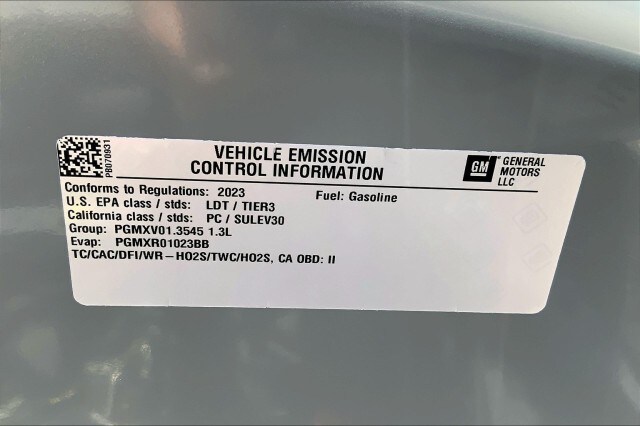 PB070931
VEHICLE EMISSION
CONTROL INFORMATION
GM
GENERAL
MOTORS
LLC
Conforms to Regulations: 2023 Fuel: Gasoline
U.S. EPA class / stds: LDT / TIER3
California class / stds: PC / SULEV30
Group: PGMXV01.3545 1.3L
Evap: PGMXR01023BB
TC/CAC/DFI/WR-HO2S/TWC/HO2S, CA OBD: II